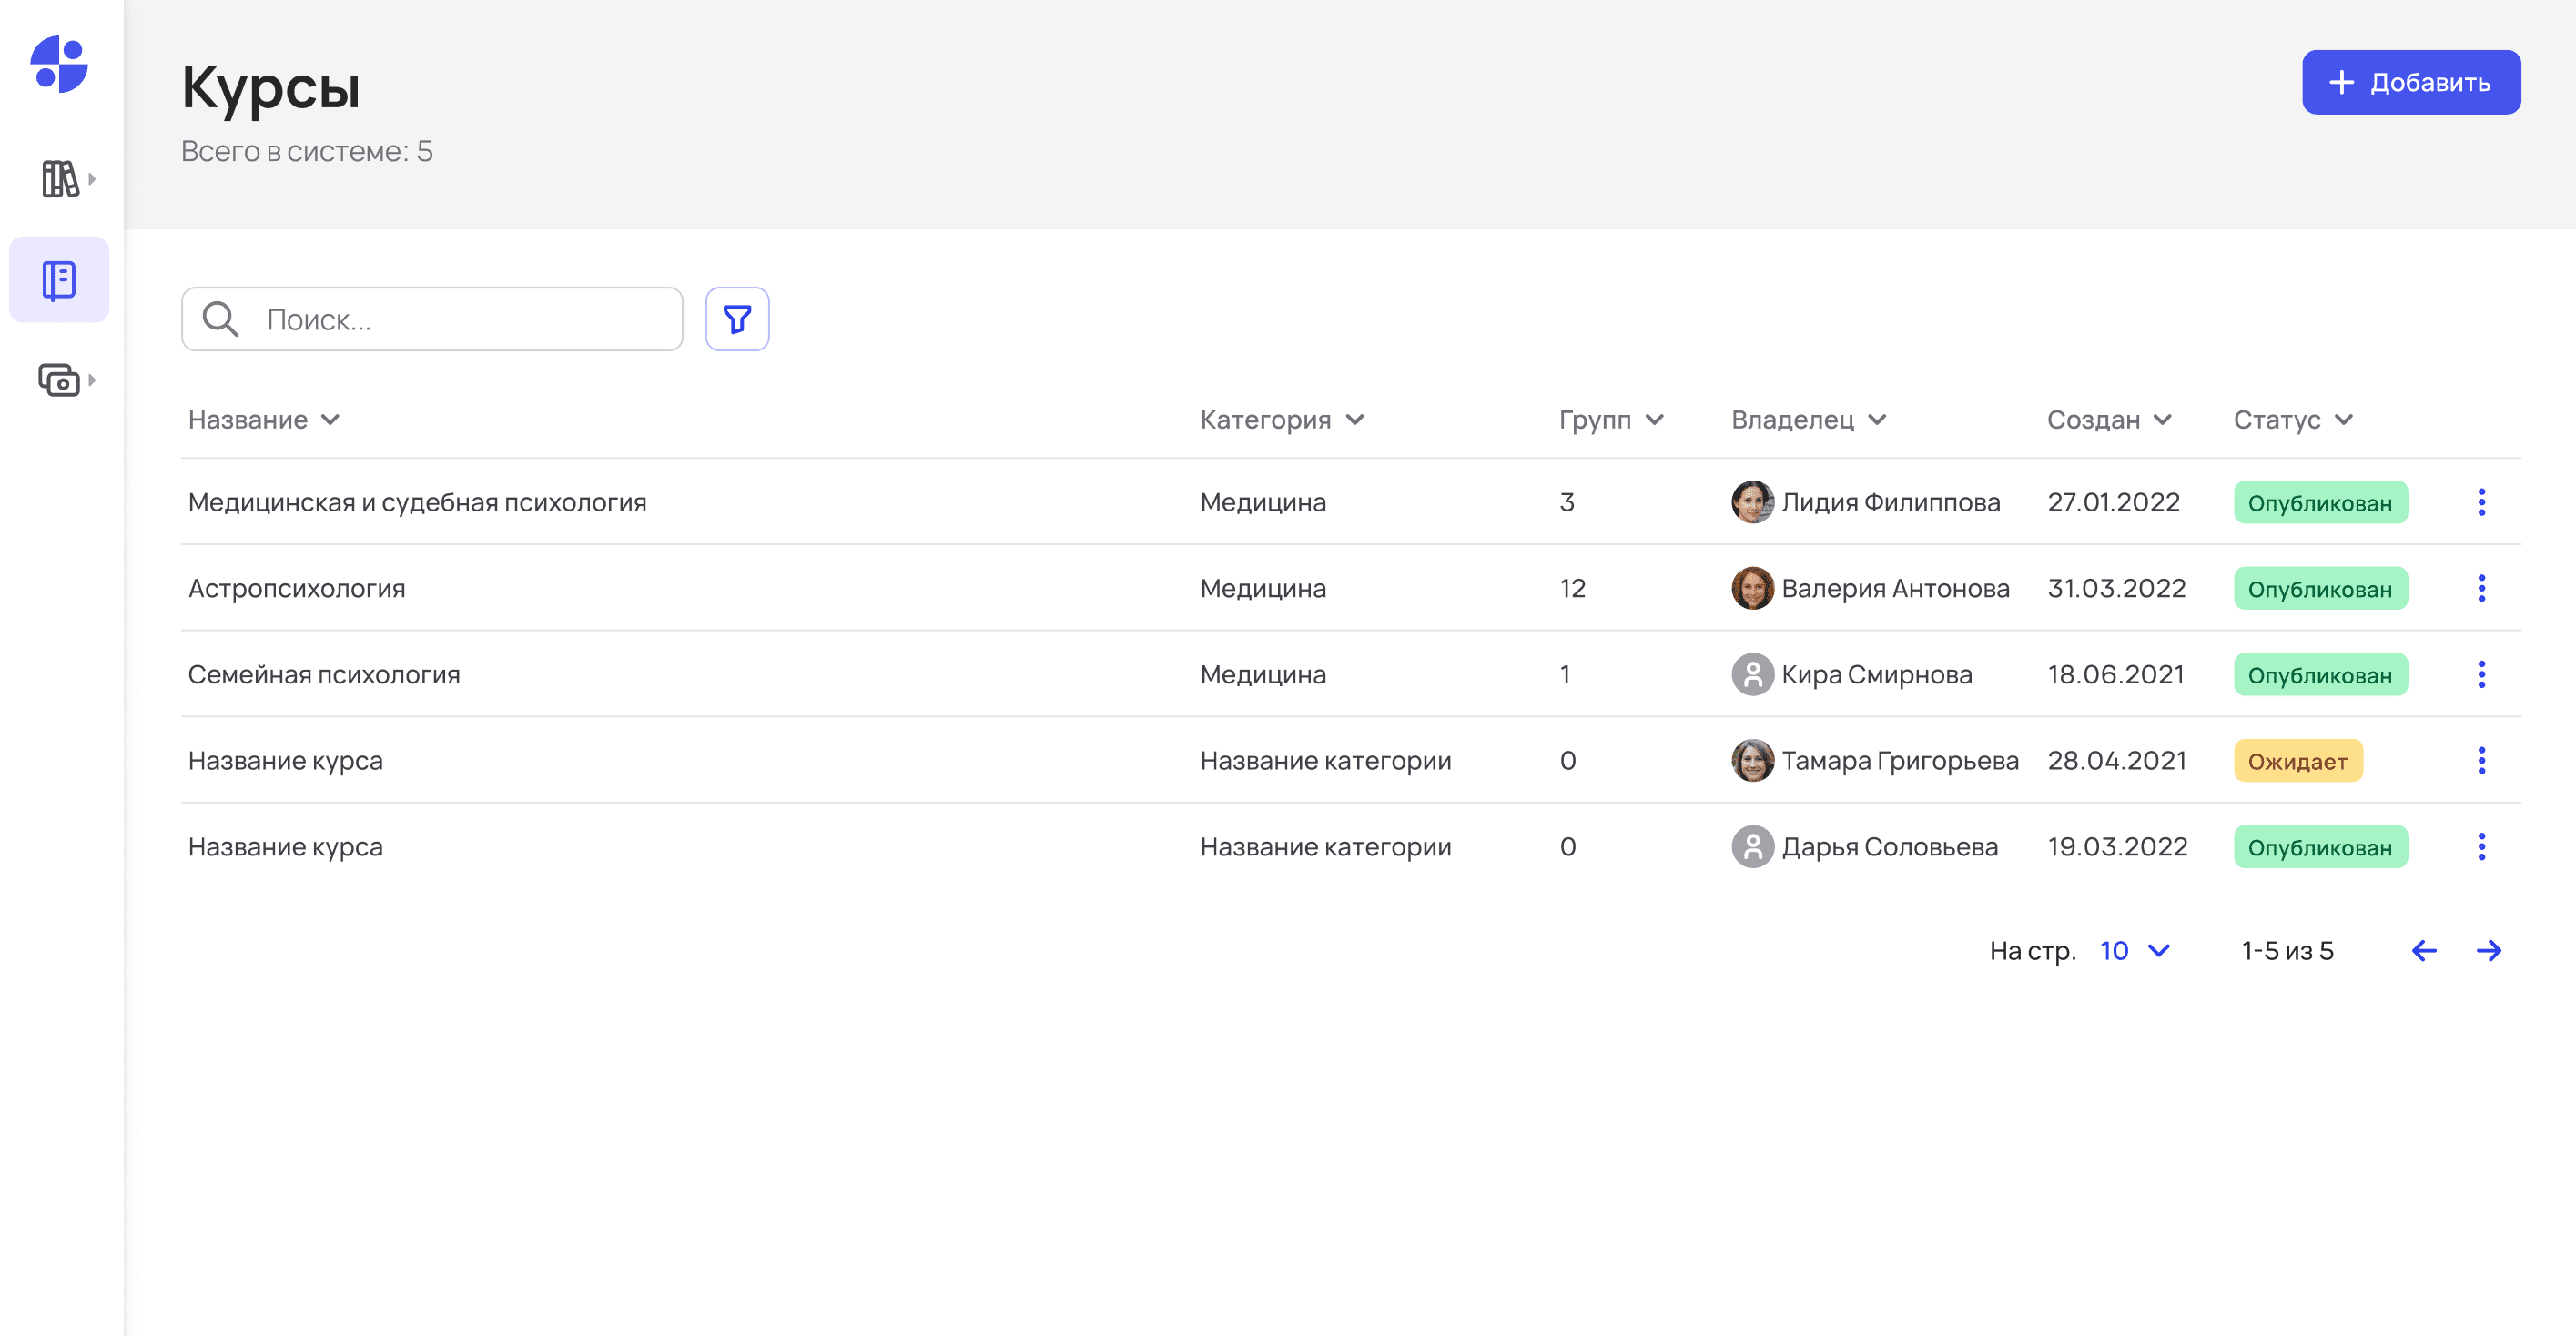 Курсы
Добавить
Всего в системе: 5
Поиск...
Название Категория Групп Владелец Создан Статус
Медицинская и судебная психология Медицина 3 Лидия Филиппова 27.01.2022 Опубликован
Астропсихология Медицина 12 Валерия Антонова 31.03.2022 Опубликован
Семейная психология Медицина 1 Кира Смирнова 18.06.2021 Опубликован
Название курса Название категории 0 Тамара Григорьева 28.04.2021 Ожидает
Название курса Название категории 0 Дарья Соловьева 19.03.2022 Опубликован
На стр. 10 1-5 из 5